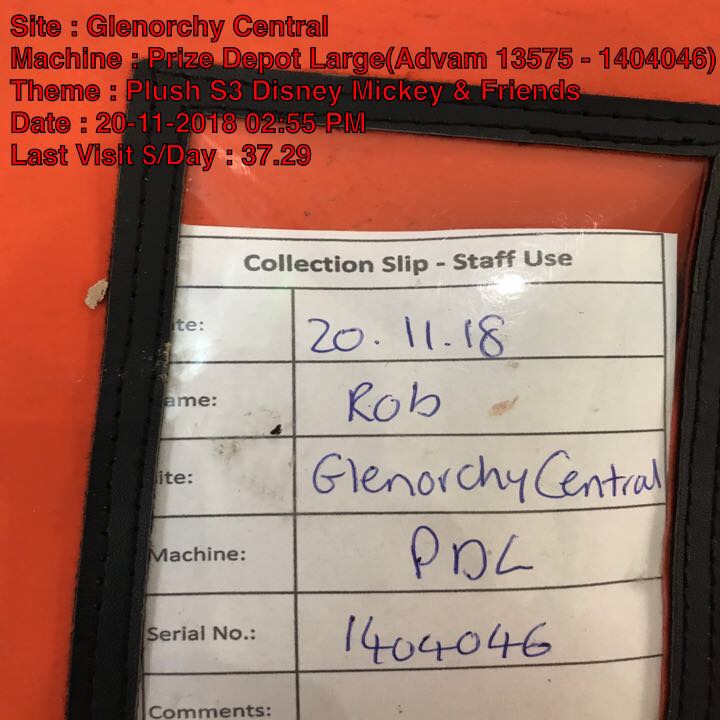 Site : Glenorchy Central
Machine : Prize Depot Large(Advam 13575 - 1404046)
Theme : Plush S3 Disney Mickey & Friends
Date : 20-11-2018 02:55 PM
Last Visit $/Day : 37.29
Collection Slip - Staff Use
te: 20.11.18
ame: Rob
ite: Glenorchy Central
Machine: PDL
Serial No.: 1404046
Comments: